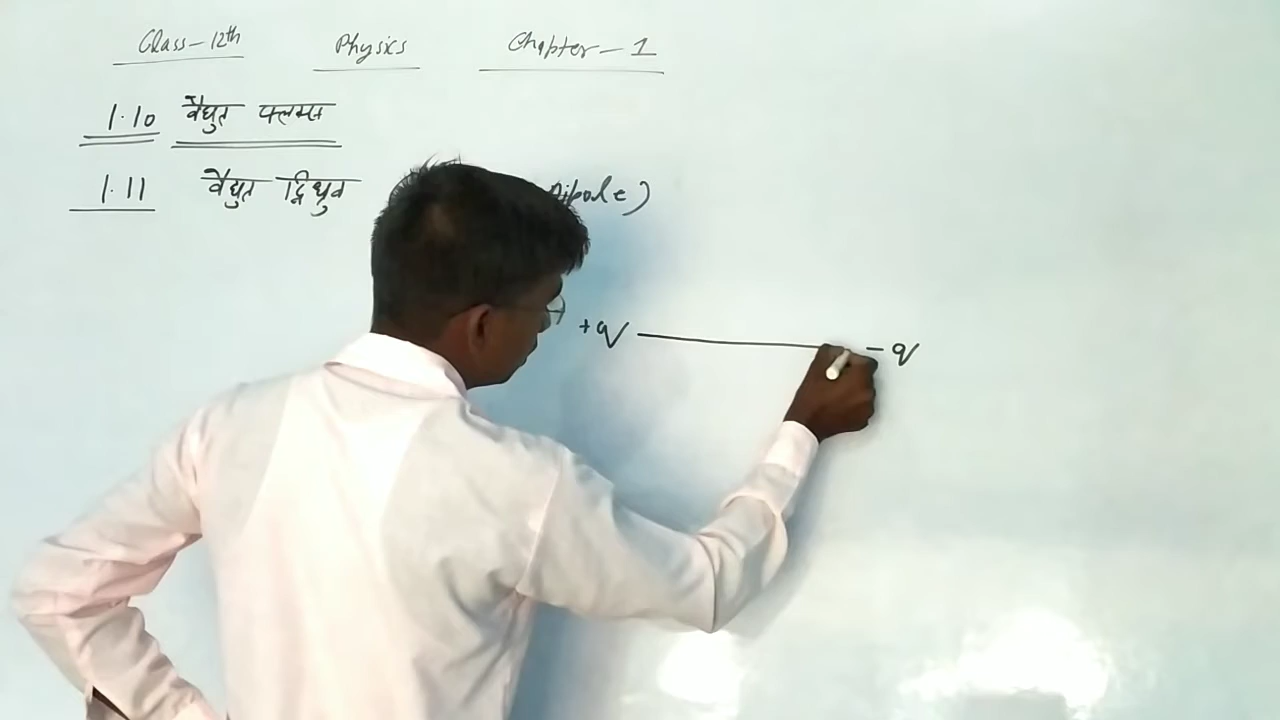 Class-12th Physics Chapter-1
1.10 वैद्युत फ्लक्स
1.11 वैद्युत द्विध्रुव Dipole)
+q -q